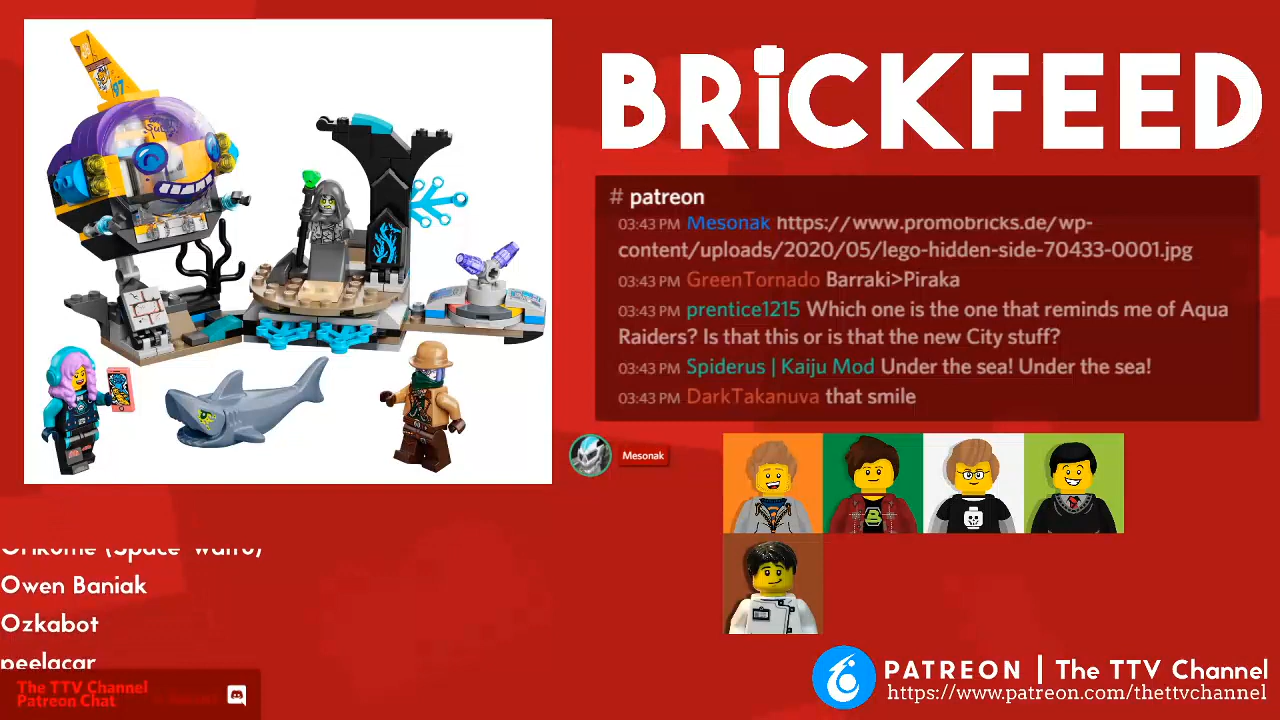 BRiCKFEED
# patreon
03:43 PM Mesonak https://www.promobricks.de/wp-
content/uploads/2020/05/lego-hidden-side-70433-0001.jpg
03:43 PM GreenTornado Barraki>Piraka
03:43 PM prentice1215 Which one is the one that reminds me of Aqua
Raiders? Is that this or is that the new City stuff?
03:43 PM Spiderus | Kaiju Mod Under the sea! Under the sea!
03:43 PM DarkTakanuva that smile
Mesonak
97
Owen Baniak
Ozkabot
peelacar
The TTV Channel
Patreon Chat
PATREON | The TTV Channel
https://www.patreon.com/thettvchannel